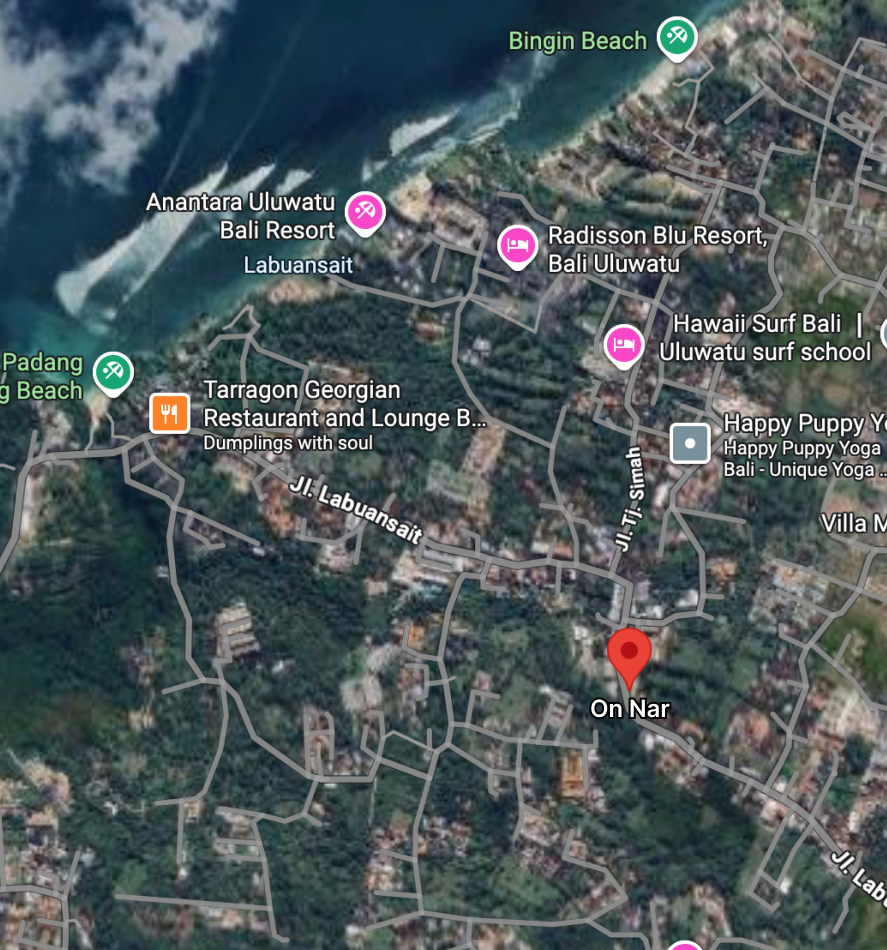 Bingin Beach
Anantara Uluwatu
Bali Resort
Labuansait
Radisson Blu Resort,
Bali Uluwatu
Hawaii Surf Bali |
Uluwatu surf school
Padang
g Beach
Tarragon Georgian
Restaurant and Lounge B...
Dumplings with soul
Happy Puppy Yo
Happy Puppy Yoga
Bali - Unique Yoga ...
Jl. Labuansait
Jl. Tj. Simah
Villa M
On Nar
Jl. Labu